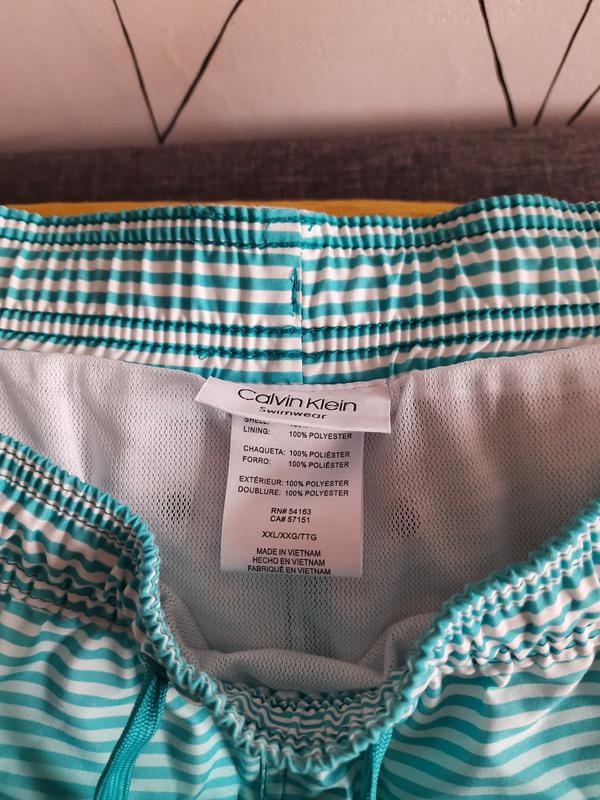 Calvin Klein
Swimwear
SHELL:
LINING: 100% POLYESTER
CHAQUETA: 100% POLIÉSTER
FORRO: 100% POLIÉSTER
EXTÉRIEUR: 100% POLYESTER
DOUBLURE: 100% POLYESTER
RN# 54163
CA# 57151
XXL/XXG/TTG
MADE IN VIETNAM
HECHO EN VIETNAM
FABRIQUÉ EN VIETNAM